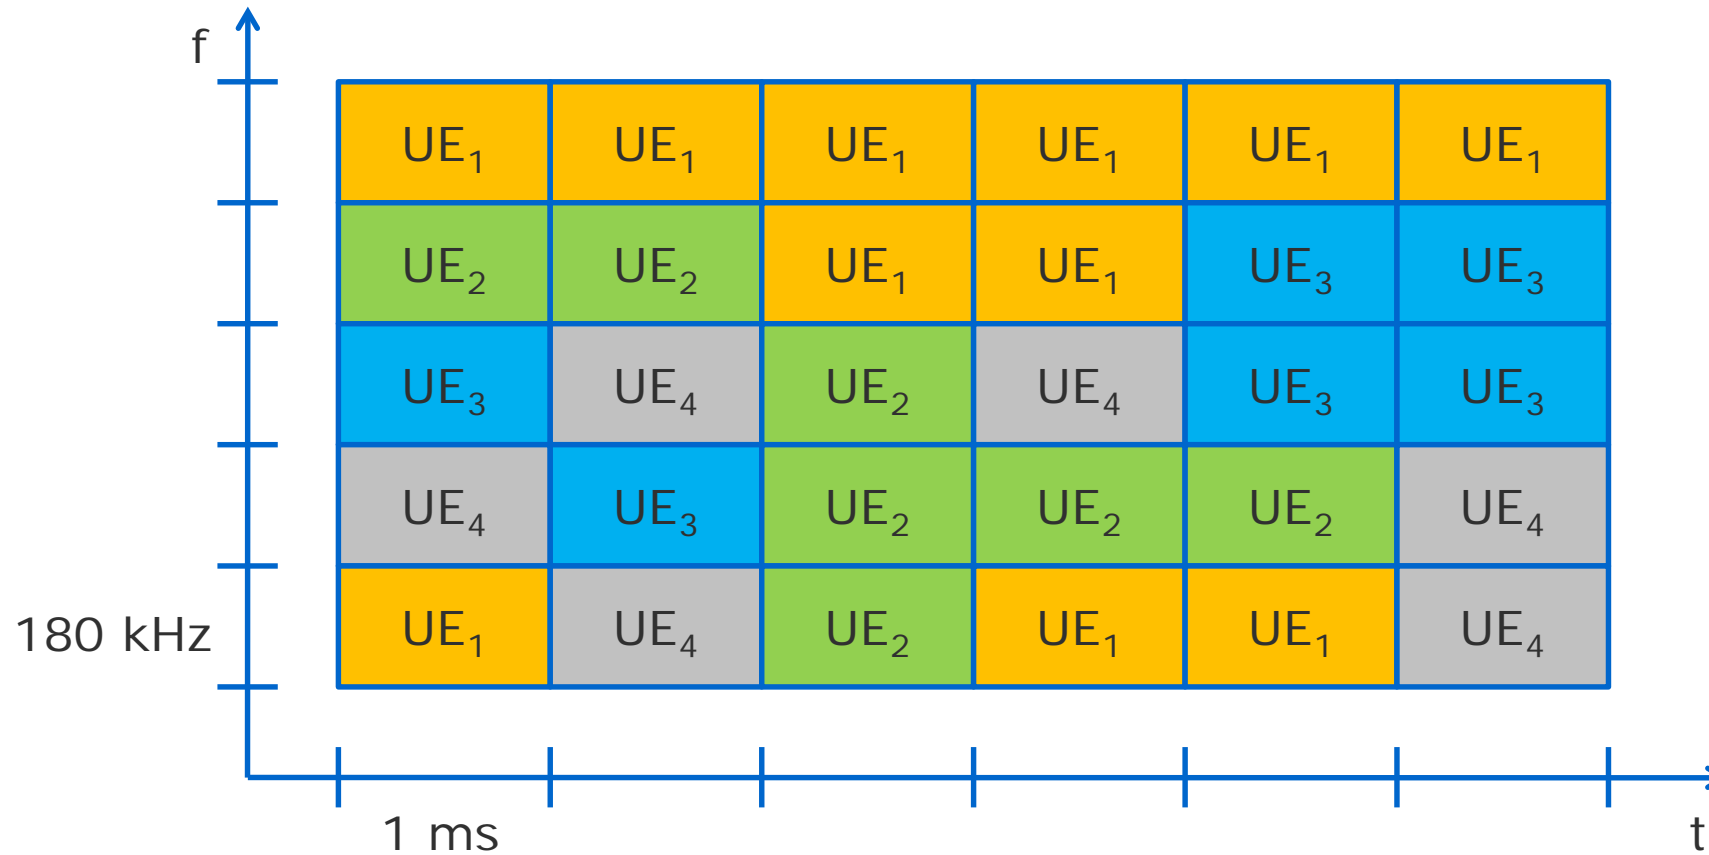 f
UE₁ UE₁ UE₁ UE₁ UE₁ UE₁
UE₂ UE₂ UE₁ UE₁ UE₃ UE₃
UE₃ UE₄ UE₂ UE₄ UE₃ UE₃
UE₄ UE₃ UE₂ UE₂ UE₂ UE₄
180 kHz UE₁ UE₄ UE₂ UE₁ UE₁ UE₄
1 ms t